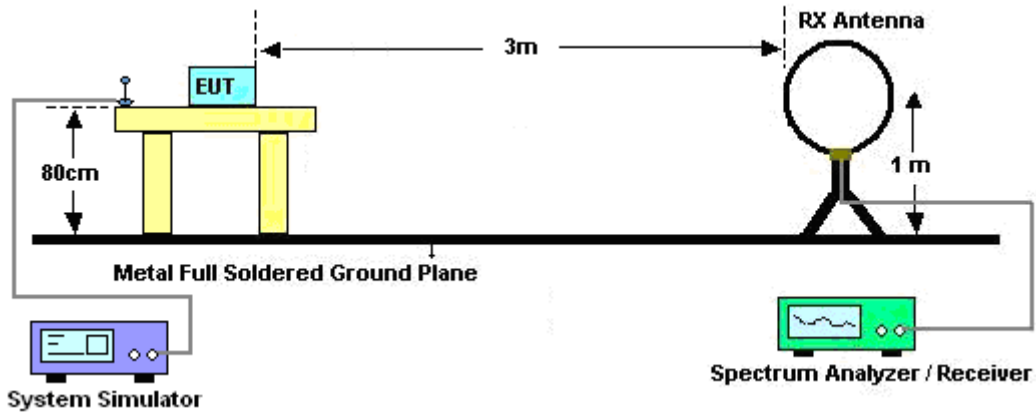 RX Antenna
3m
EUT
80cm
1 m
Metal Full Soldered Ground Plane
System Simulator
Spectrum Analyzer / Receiver